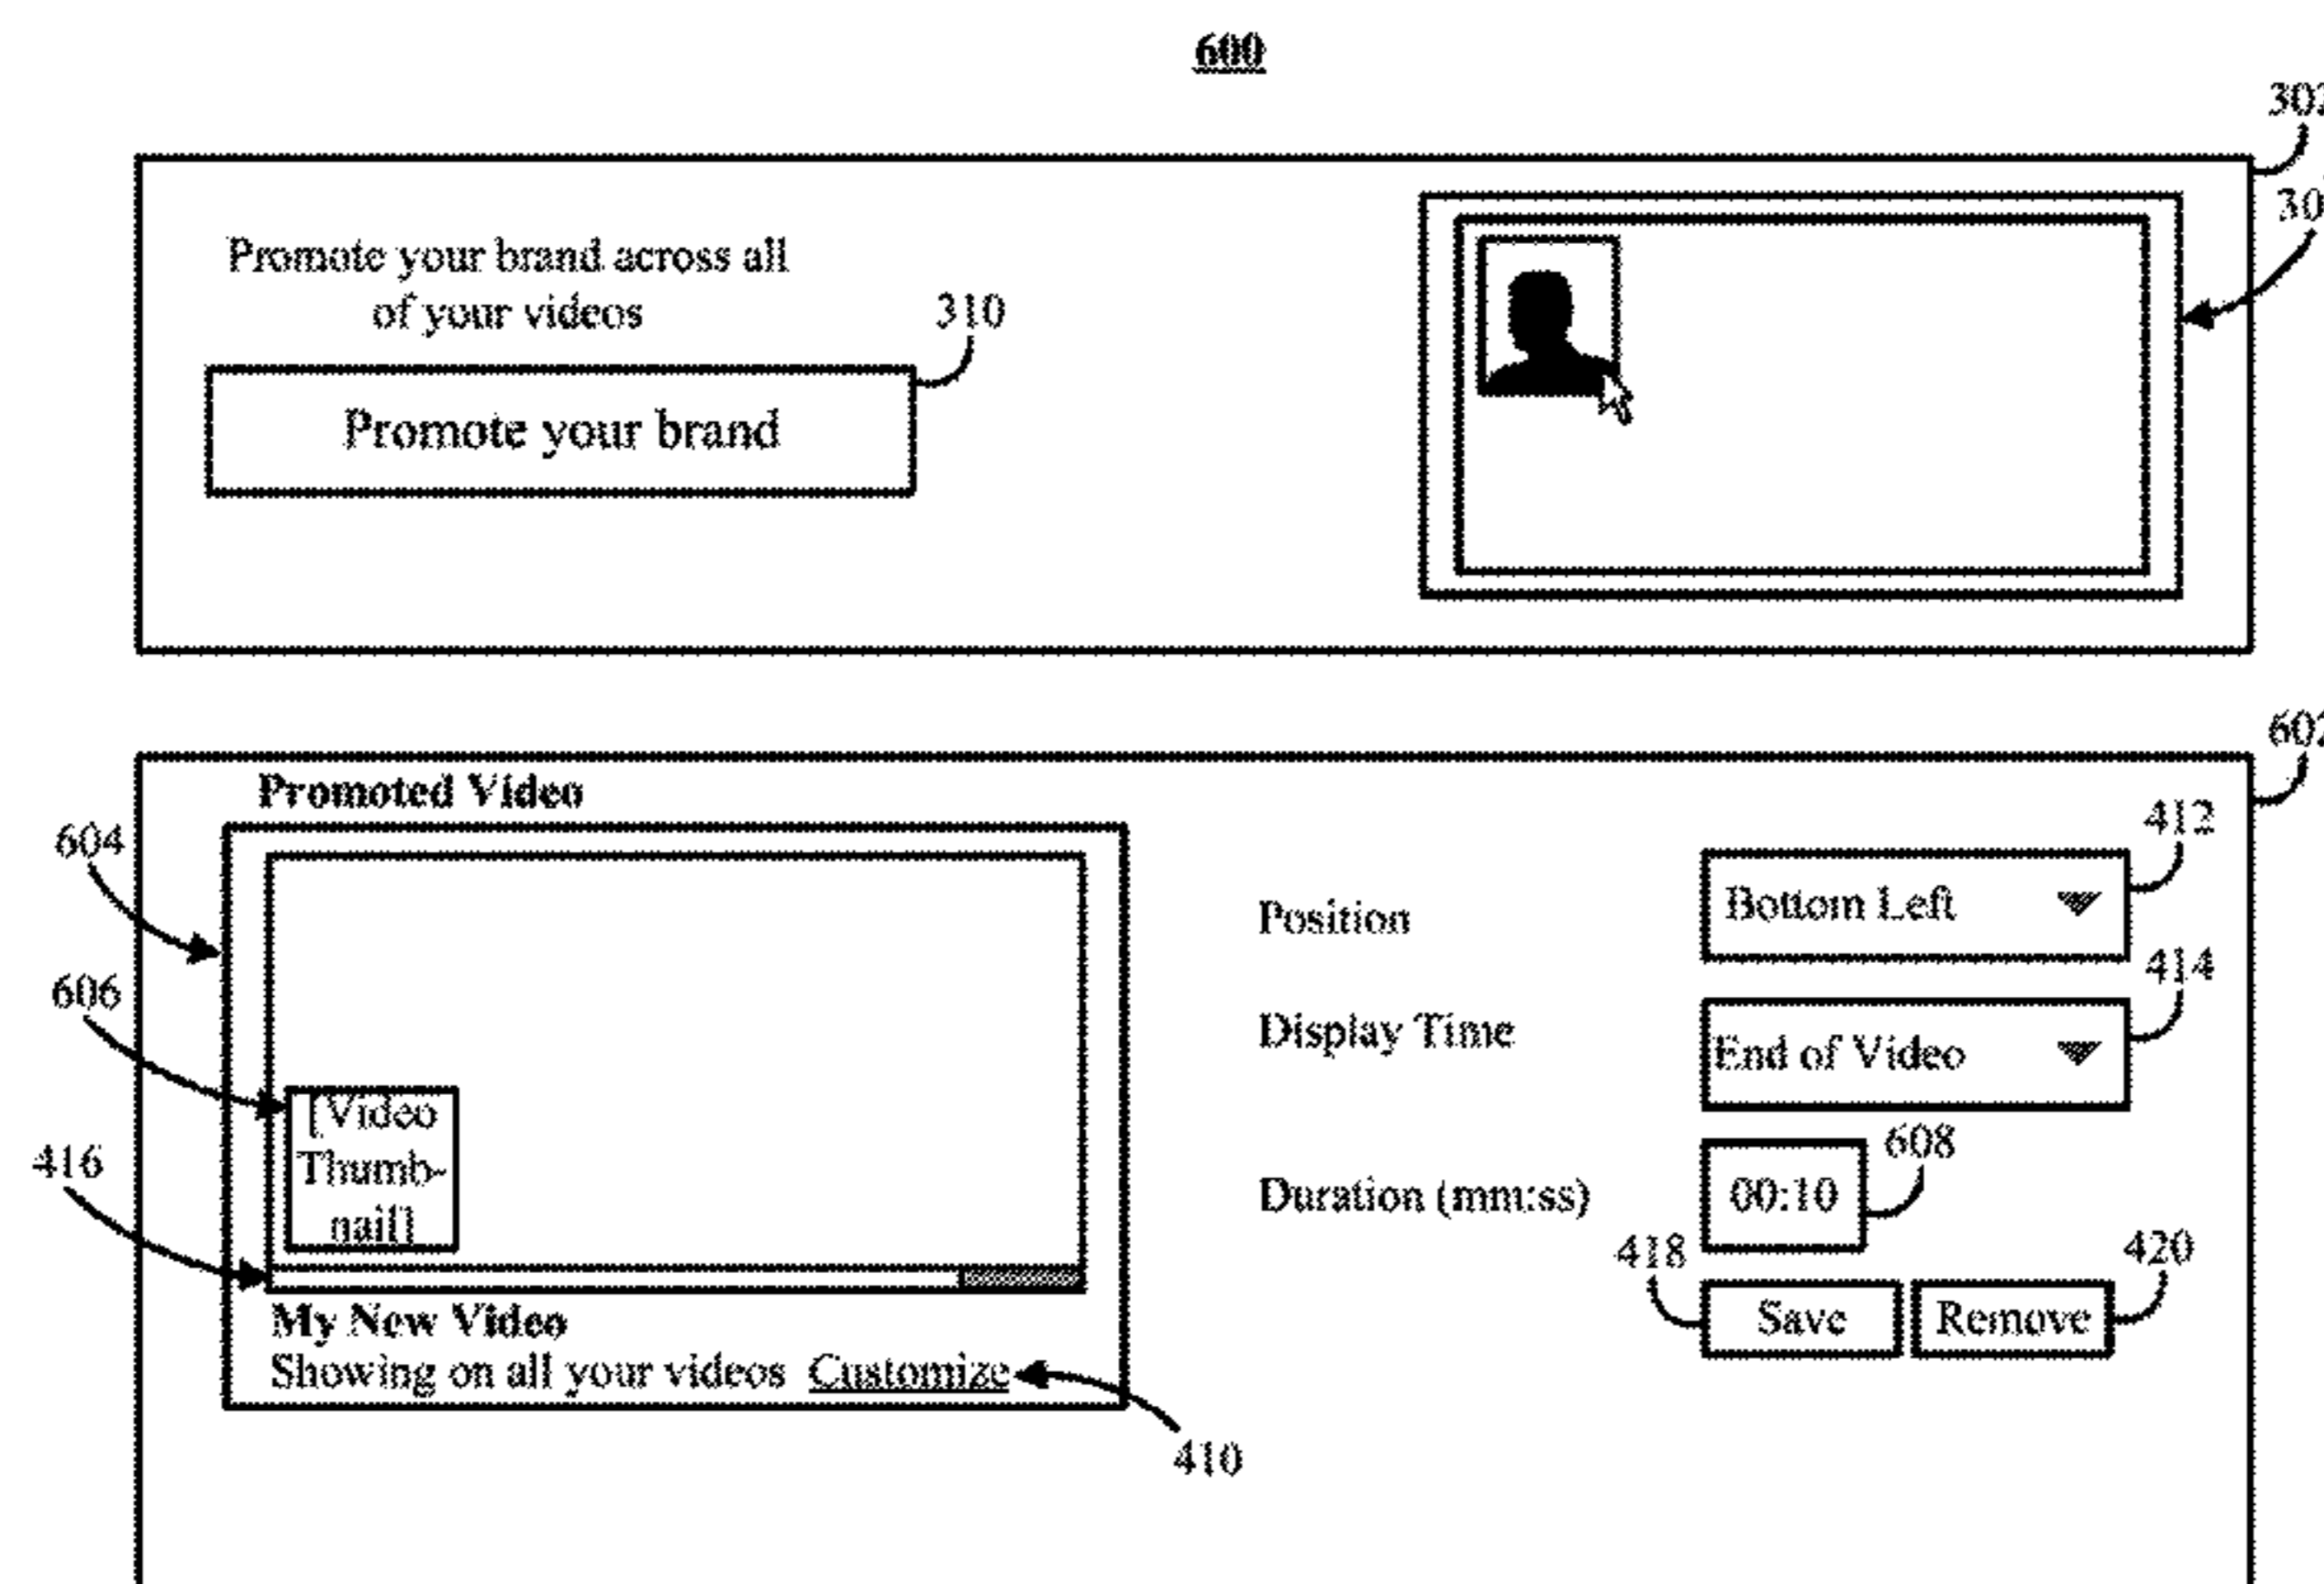 600
302
Promote your brand across all
of your videos
310
Promote your brand
602
Promoted Video
604
412
Position
Bottom Left
414
606
Display Time
End of Video
[Video
Thumb-
nail]
416
608
Duration (mm:ss)
00:10
418
420
Save
Remove
My New Video
Showing on all your videos Customize
410